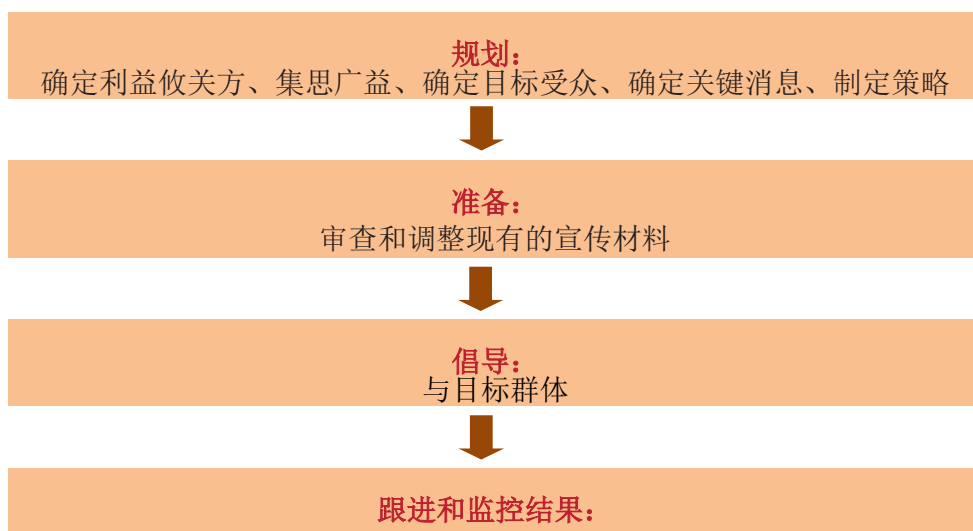 规划：
确定利益攸关方、集思广益、确定目标受众、确定关键消息、制定策略
准备：
审查和调整现有的宣传材料
倡导：
与目标群体
跟进和监控结果：